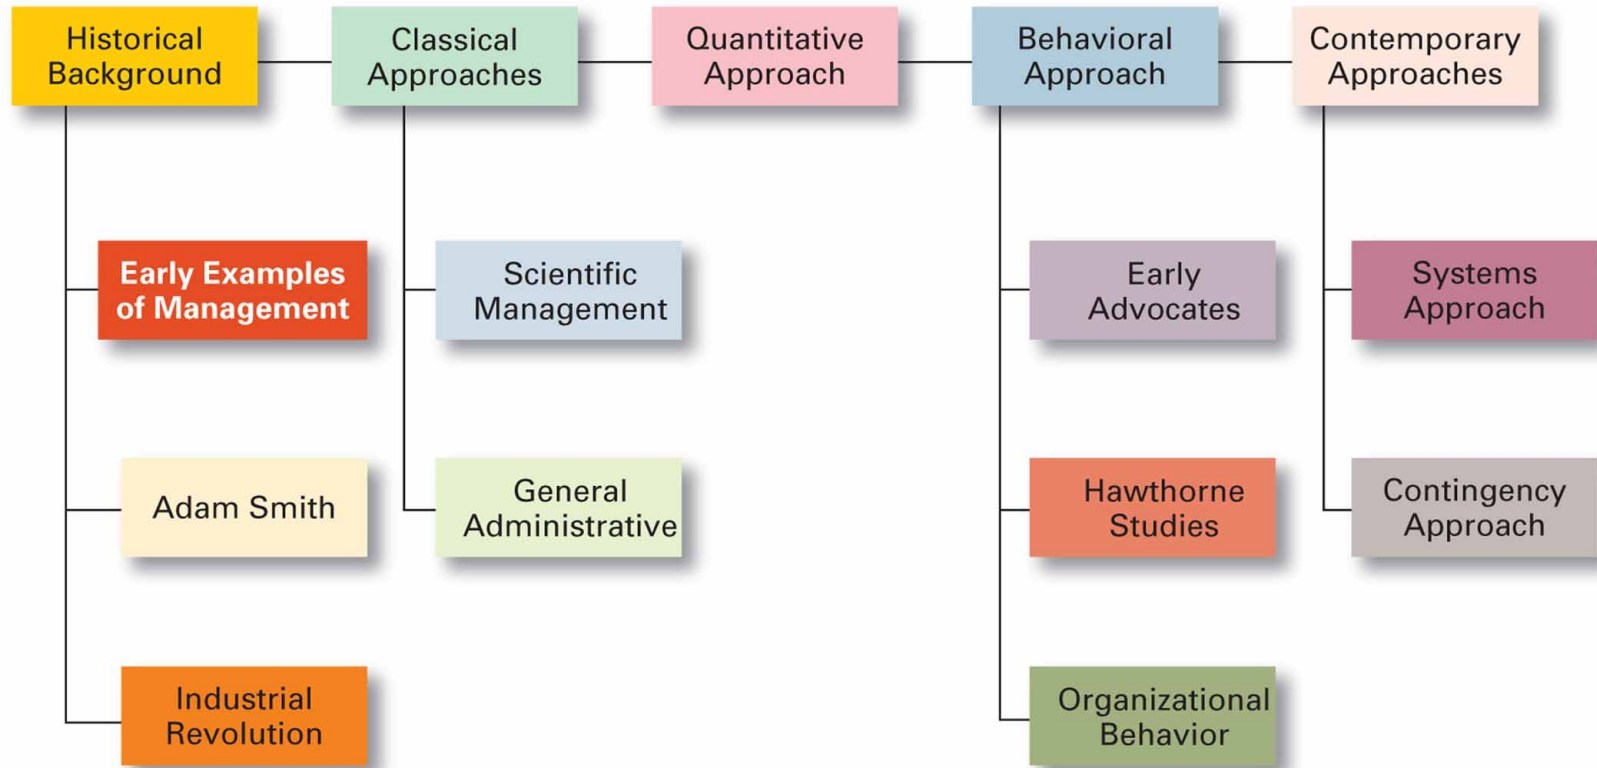 Historical
Background
Classical
Approaches
Quantitative
Approach
Behavioral
Approach
Contemporary
Approaches
Early Examples
of Management
Scientific
Management
Early
Advocates
Systems
Approach
Adam Smith
General
Administrative
Hawthorne
Studies
Contingency
Approach
Industrial
Revolution
Organizational
Behavior